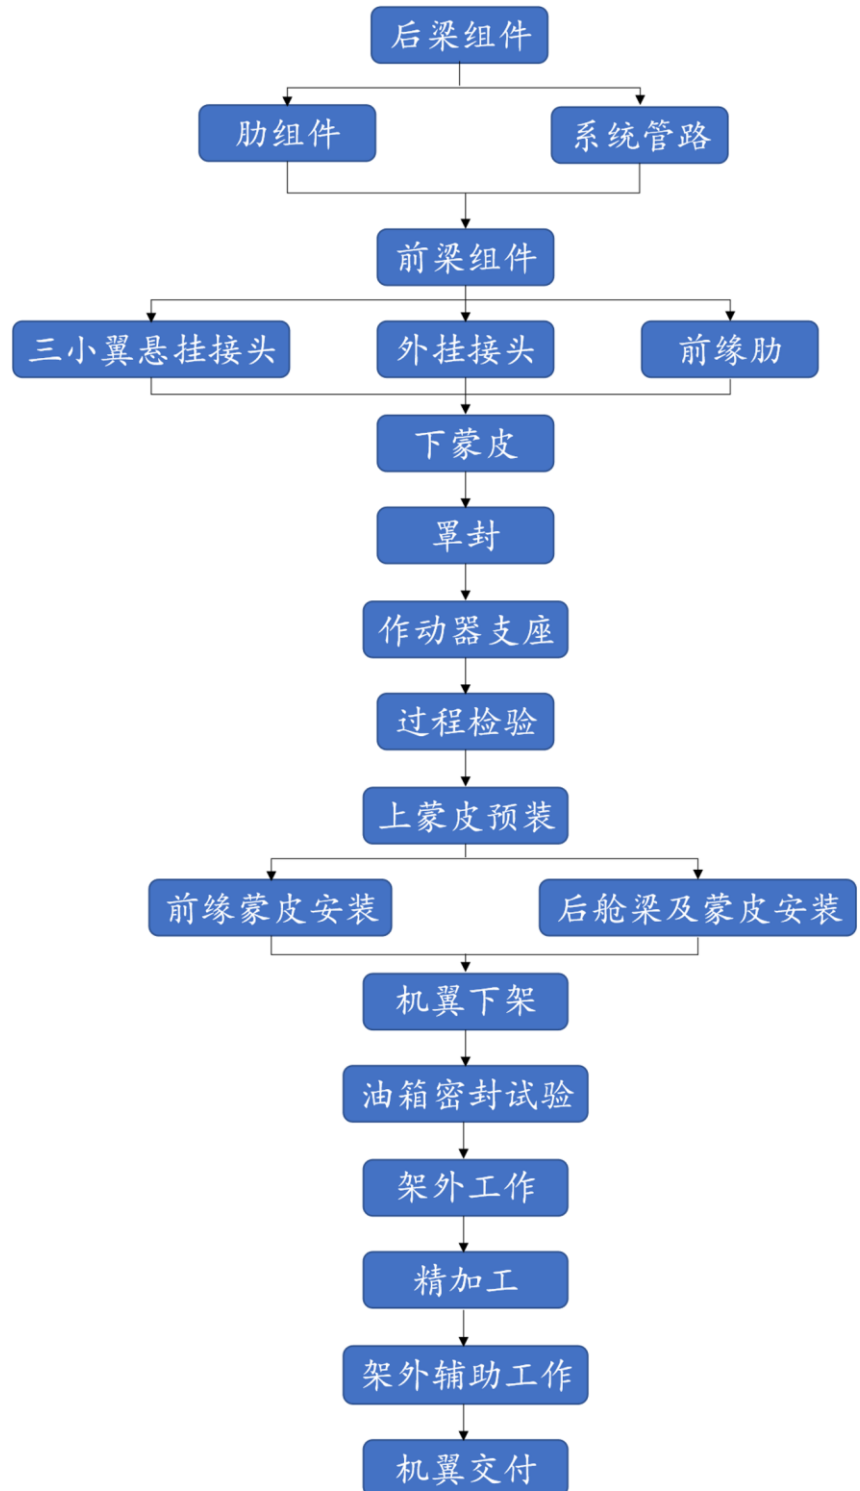 后梁组件
肋组件
系统管路
前梁组件
三小翼悬挂接头
外挂接头
前缘肋
下蒙皮
罩封
作动器支座
过程检验
上蒙皮预装
前缘蒙皮安装
后舱梁及蒙皮安装
机翼下架
油箱密封试验
架外工作
精加工
架外辅助工作
机翼交付